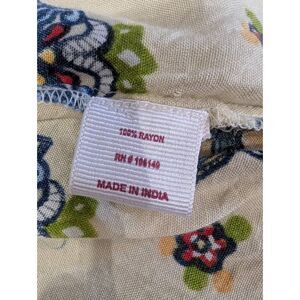 100% RAYON
RN # 106140
MADE IN INDIA